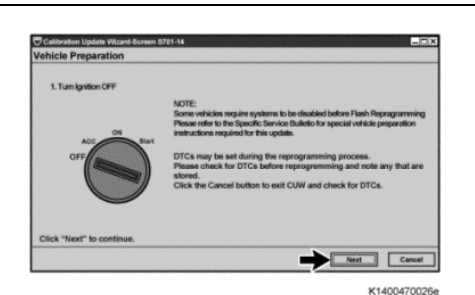 Calibration Update Wizard-Screen S701-14
Vehicle Preparation
1. Turn Ignition OFF
NOTE:
Some vehicles require systems to be disabled before Flash Reprogramming
Please refer to the Specific Service Bulletin for special vehicle preparation
instructions required for this update.
ON
ACC
Start
OFF
DTCs may be set during the reprogramming process.
Please check for DTCs before reprogramming and note any that are
stored.
Click the Cancel button to exit CUW and check for DTCs.
Click "Next" to continue.
Next
Cancel
K1400470026e